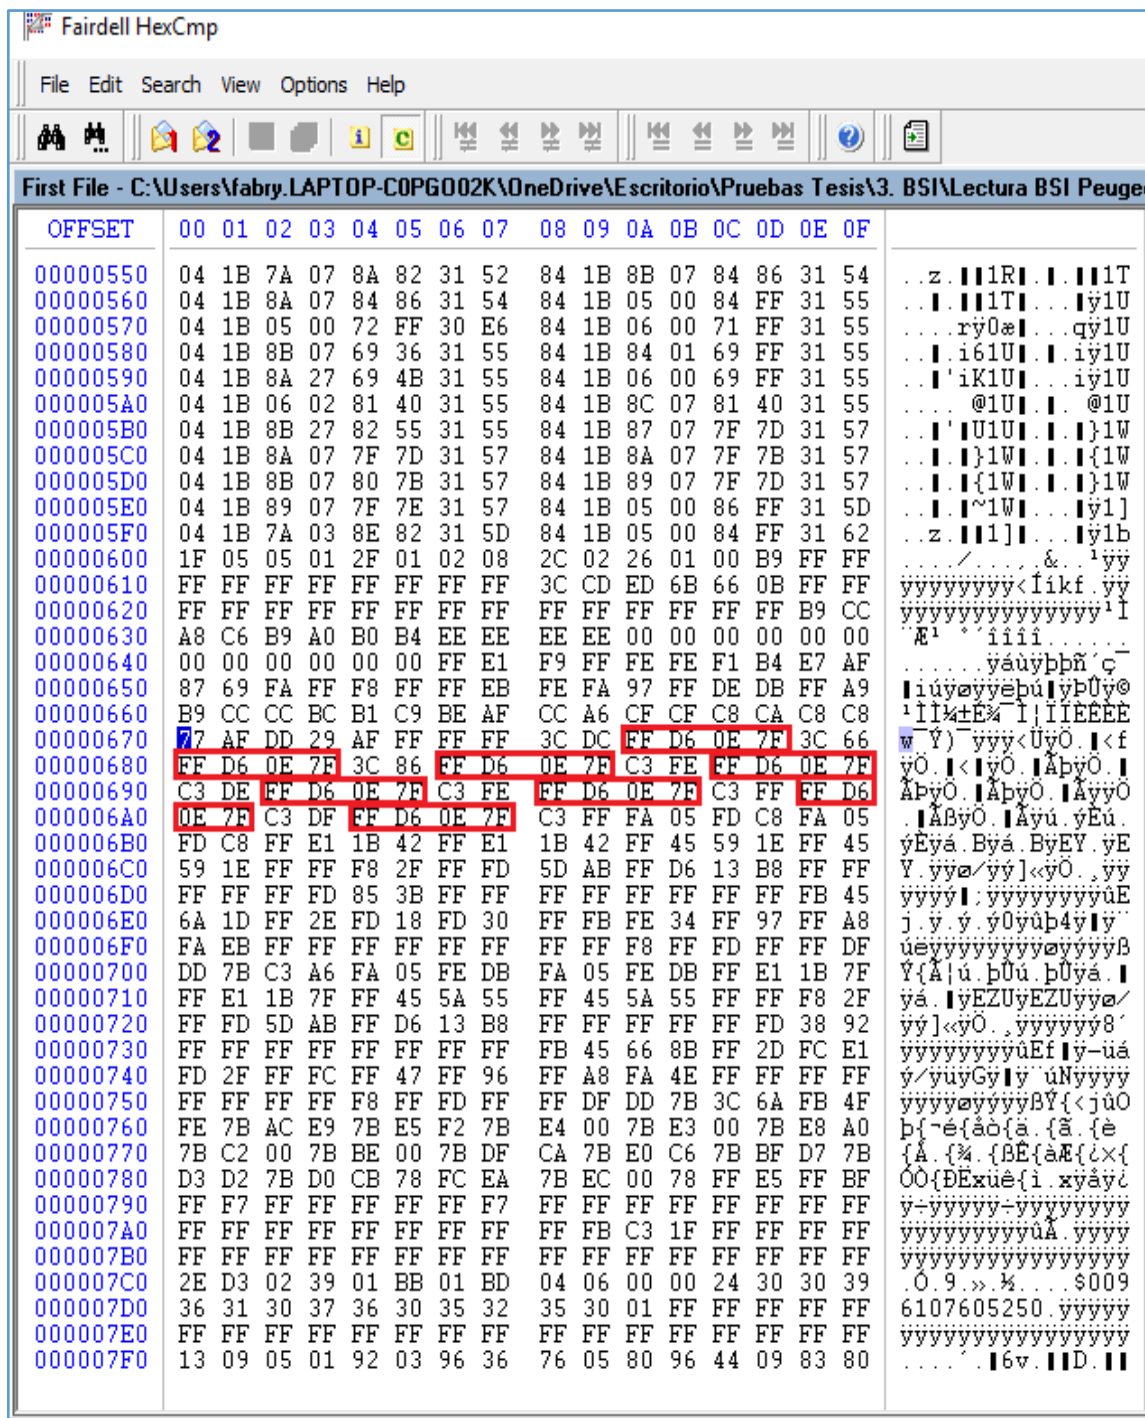 Fairdell HexCmp
File Edit Search View Options Help
First File - C:\Users\fabry.LAPTOP-C0PGO02K\OneDrive\Escritorio\Pruebas Tesis\3. BSI\Lectura BSI Peuge
OFFSET 00 01 02 03 04 05 06 07 08 09 0A 0B 0C 0D 0E 0F
00000550 04 1B 7A 07 8A 82 31 52 84 1B 8B 07 84 86 31 54
00000560 04 1B 8A 07 84 86 31 54 84 1B 05 00 84 FF 31 55
00000570 04 1B 05 00 72 FF 30 E6 84 1B 06 00 71 FF 31 55
00000580 04 1B 8B 07 69 36 31 55 84 1B 84 01 69 FF 31 55
00000590 04 1B 8A 27 69 4B 31 55 84 1B 06 00 69 FF 31 55
000005A0 04 1B 06 02 81 40 31 55 84 1B 8C 07 81 40 31 55
000005B0 04 1B 8B 27 82 55 31 55 84 1B 87 07 7F 7D 31 57
000005C0 04 1B 8A 07 7F 7D 31 57 84 1B 8A 07 7F 7B 31 57
000005D0 04 1B 8B 07 80 7B 31 57 84 1B 89 07 7F 7D 31 57
000005E0 04 1B 89 07 7F 7E 31 57 84 1B 05 00 86 FF 31 5D
000005F0 04 1B 7A 03 8E 82 31 5D 84 1B 05 00 84 FF 31 62
00000600 1F 05 05 01 2F 01 02 08 2C 02 26 01 00 B9 FF FF
00000610 FF FF FF FF FF FF FF FF 3C CD ED 6B 66 0B FF FF
00000620 FF FF FF FF FF FF FF FF FF FF FF FF FF FF B9 CC
00000630 A8 C6 B9 A0 B0 B4 EE EE EE EE 00 00 00 00 00 00
00000640 00 00 00 00 00 00 FF E1 F9 FF FE FE F1 B4 E7 AF
00000650 87 69 FA FF F8 FF FF EB FE FA 97 FF DE DB FF A9
00000660 B9 CC CC BC B1 C9 BE AF CC A6 CF CF C8 CA C8 C8
00000670 77 AF DD 29 AF FF FF FF 3C DC FF D6 0E 7F 3C 66
00000680 FF D6 0E 7F 3C 86 FF D6 0E 7F C3 FE FF D6 0E 7F
00000690 C3 DE FF D6 0E 7F C3 FE FF D6 0E 7F C3 FF FF D6
000006A0 0E 7F C3 DF FF D6 0E 7F C3 FF FA 05 FD C8 FA 05
000006B0 FD C8 FF E1 1B 42 FF E1 1B 42 FF 45 59 1E FF 45
000006C0 59 1E FF FF F8 2F FF FD 5D AB FF D6 13 B8 FF FF
000006D0 FF FF FF FD 85 3B FF FF FF FF FF FF FF FF FB 45
000006E0 6A 1D FF 2E FD 18 FD 30 FF FB FE 34 FF 97 FF A8
000006F0 FA EB FF FF FF FF FF FF FF FF F8 FF FD FF FF DF
00000700 DD 7B C3 A6 FA 05 FE DB FA 05 FE DB FF E1 1B 7F
00000710 FF E1 1B 7F FF 45 5A 55 FF 45 5A 55 FF FF F8 2F
00000720 FF FD 5D AB FF D6 13 B8 FF FF FF FF FF FD 38 92
00000730 FF FF FF FF FF FF FF FF FB 45 66 8B FF 2D FC E1
00000740 FD 2F FF FC FF 47 FF 96 FF A8 FA 4E FF FF FF FF
00000750 FF FF FF FF F8 FF FD FF FF DF DD 7B 3C 6A FB 4F
00000760 FE 7B AC E9 7B E5 F2 7B E4 00 7B E3 00 7B E8 A0
00000770 7B C2 00 7B BE 00 7B DF CA 7B E0 C6 7B BF D7 7B
00000780 D3 D2 7B D0 CB 78 FC EA 7B EC 00 78 FF E5 FF BF
00000790 FF F7 FF FF FF FF FF F7 FF FF FF FF FF FF FF FF
000007A0 FF FF FF FF FF FF FF FF FF FB C3 1F FF FF FF FF
000007B0 FF FF FF FF FF FF FF FF FF FF FF FF FF FF FF FF
000007C0 2E D3 02 39 01 BB 01 BD 04 06 00 00 24 30 30 39
000007D0 36 31 30 37 36 30 35 32 35 30 01 FF FF FF FF FF
000007E0 FF FF FF FF FF FF FF FF FF FF FF FF FF FF FF FF
000007F0 13 09 05 01 92 03 96 36 76 05 80 96 44 09 83 80